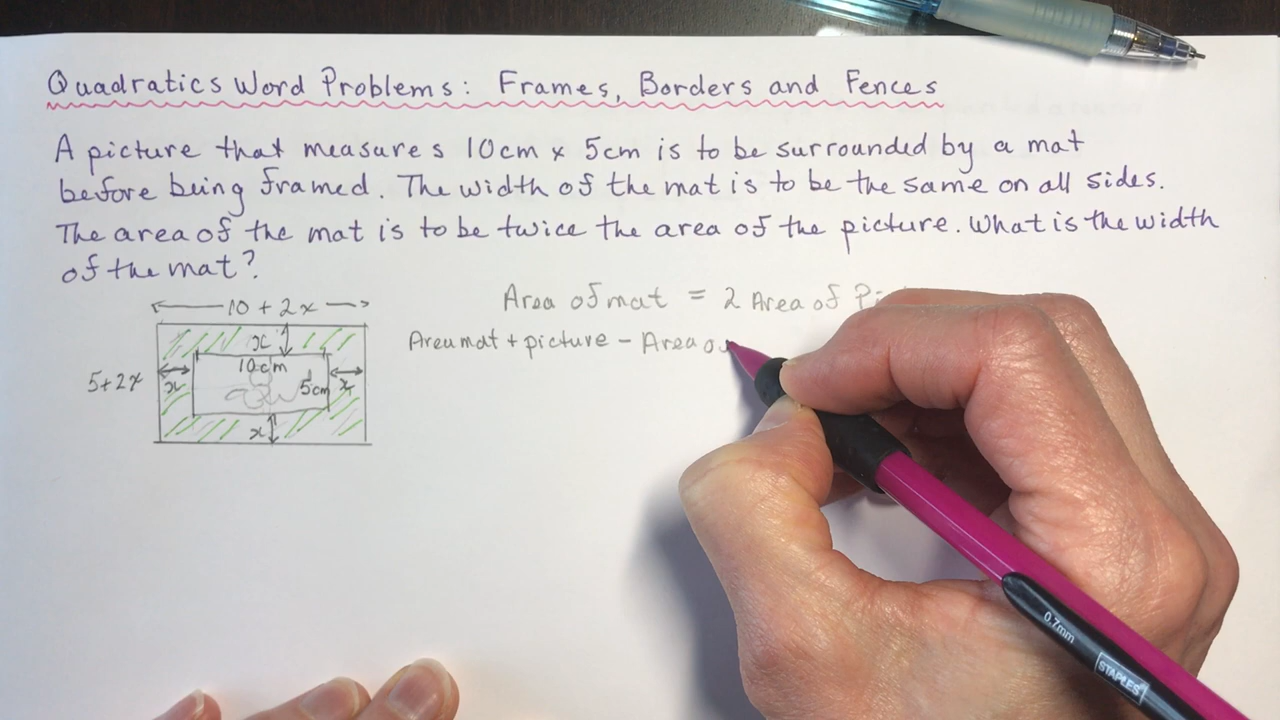 Quadratics Word Problems: Frames, Borders and Fences
A picture that measures 10cm x 5cm is to be surrounded by a mat
before being framed. The width of the mat is to be the same on all sides.
The area of the mat is to be twice the area of the picture. What is the width
of the mat?
Area of mat = 2 Area of
Area mat + picture - Area
10 + 2x
x
10cm
5+2x
x
5cm
x
x
0.7mm
STAPLES